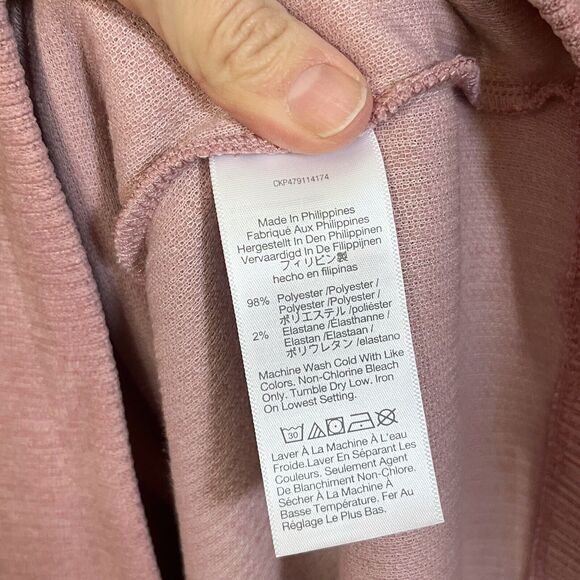 CKP479114174
Made In Philippines
Fabriqué Aux Philippines
Hergestellt In Den Philippinen
Vervaardigd In De Filippijnen
フィリピン製
hecho en filipinas
98% Polyester /Polyester /
Polyester /Polyester /
ポリエステル /poliéster
2% Elastane /Élasthanne /
Elastan /Elastaan /
ポリウレタン /elastano
Machine Wash Cold With Like
Colors. Non-Chlorine Bleach
Only. Tumble Dry Low. Iron
On Lowest Setting.
30
Laver À La Machine À L'eau
Froide.Laver En Séparant Les
Couleurs. Seulement Agent
De Blanchiment Non-Chlore.
Sécher À La Machine À
Basse Température. Fer Au
Réglage Le Plus Bas.